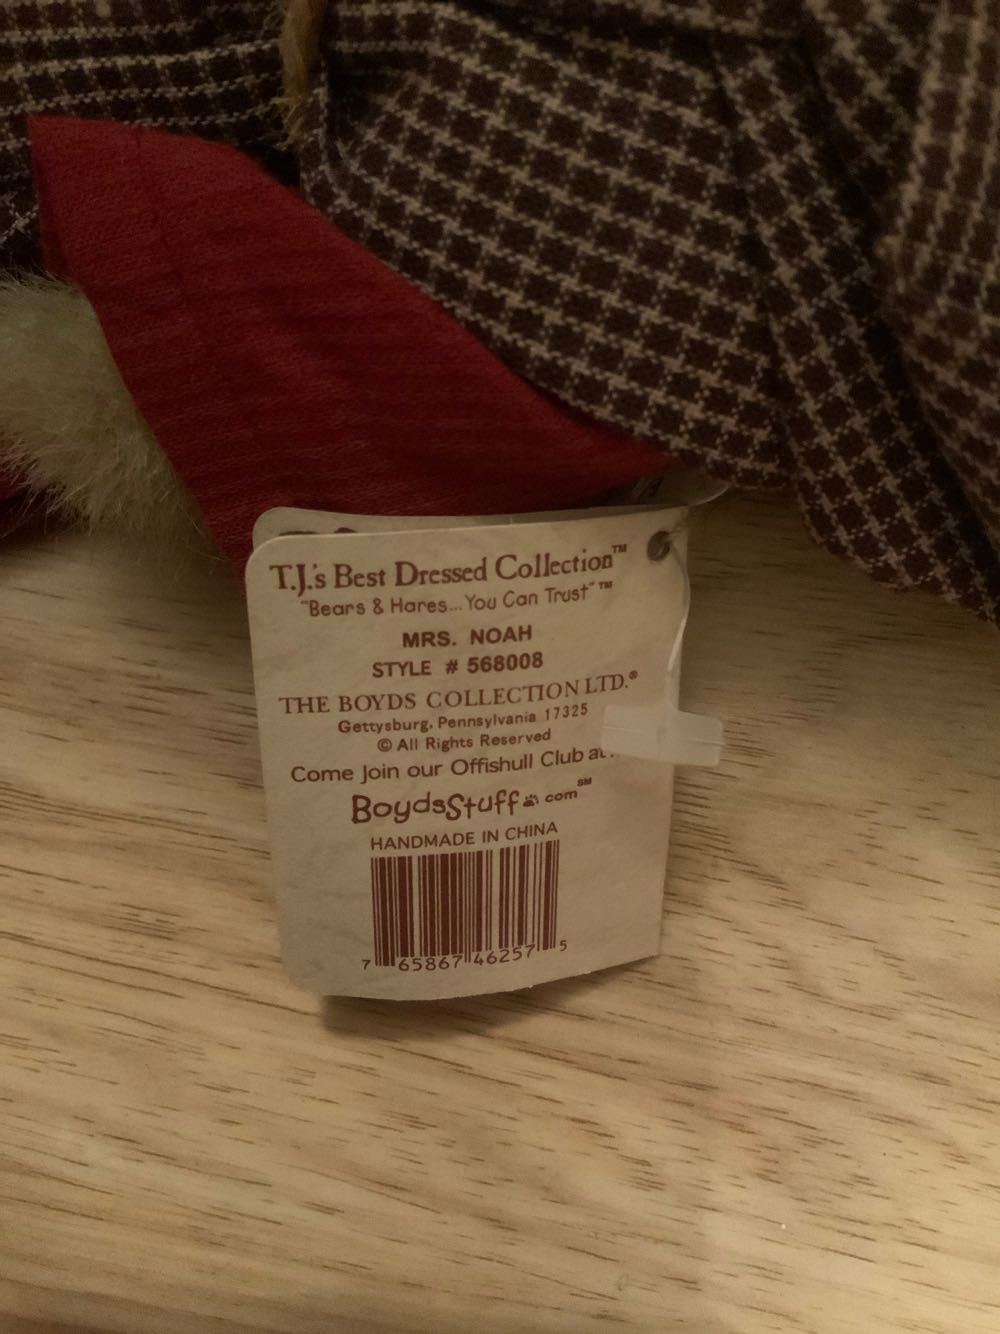 T.J.'s Best Dressed Collection™
"Bears & Hares...You Can Trust"™
MRS. NOAH
STYLE # 568008
THE BOYDS COLLECTION LTD.®
Gettysburg, Pennsylvania 17325
© All Rights Reserved
Come Join our Offishull Club at...
BoydsStuff.com℠
HANDMADE IN CHINA
7 65867 46257 5